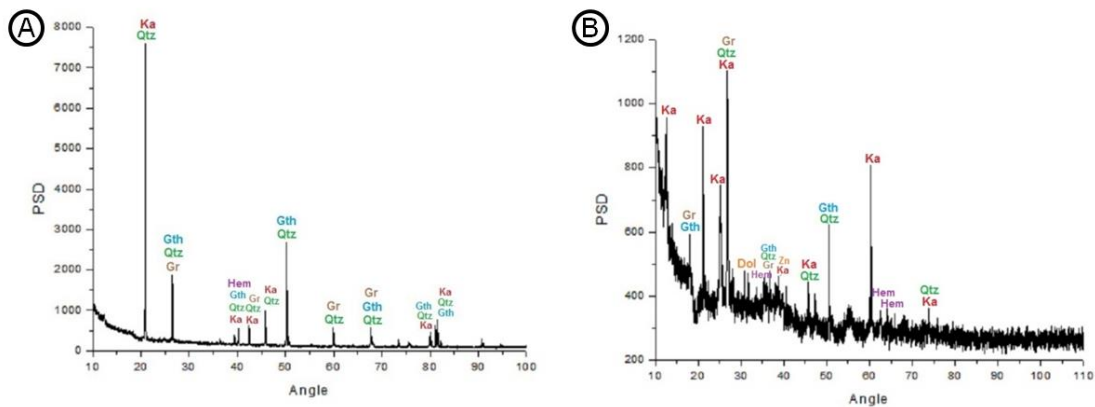 A
8000
7000
6000
5000
4000
3000
2000
1000
0
PSD
10 20 30 40 50 60 70 80 90 100
Angle
Ka
Qtz
Gth
Qtz
Gr
Hem
Gth
Qtz
Ka
Gr
Qtz
Ka
Ka
Qtz
Gth
Qtz
Gr
Qtz
Gr
Gth
Qtz
Gth
Qtz
Ka
Ka
Qtz
Gth
B
1200
1000
800
600
400
200
PSD
10 20 30 40 50 60 70 80 90 100 110
Angle
Ka
Gr
Gth
Ka
Ka
Gr
Qtz
Ka
Dol
Hem
Gth
Qtz
Gr
Zn
Ka
Ka
Qtz
Gth
Qtz
Ka
Hem
Hem
Qtz
Ka